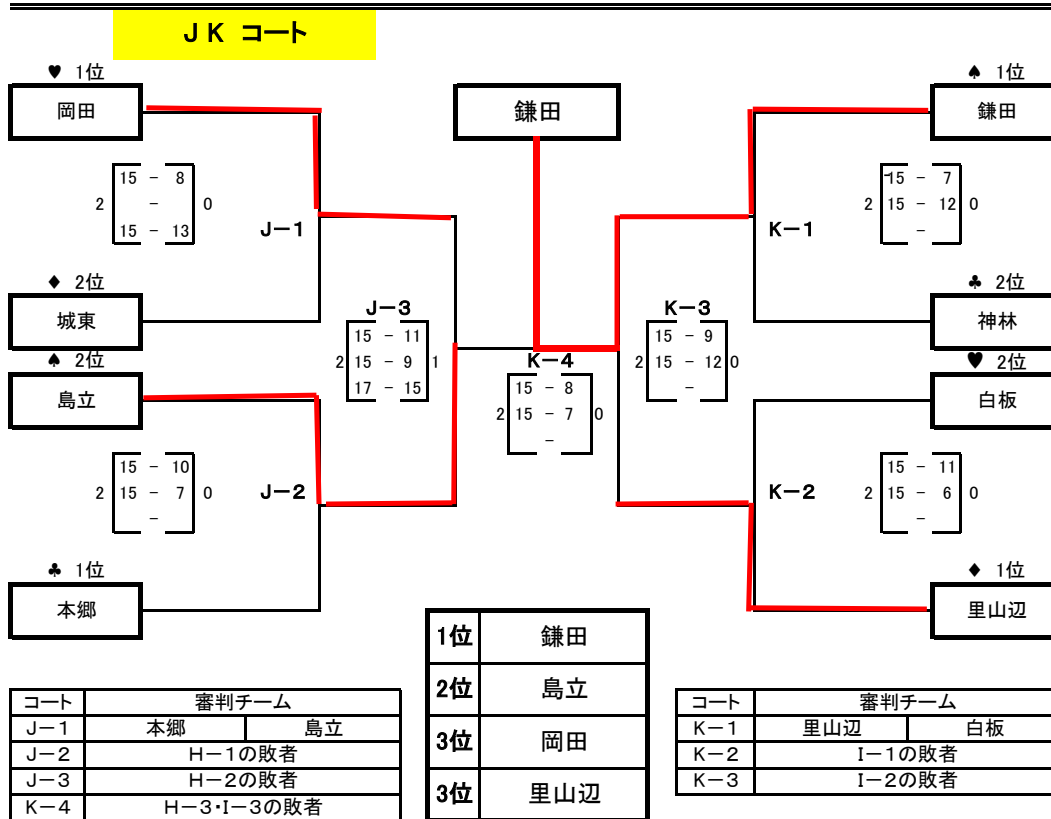 ＪＫ コート
♥ 1位
♠ 1位
岡田
鎌田
鎌田
15 - 8
2 - 0
15 - 13
J－1
15 - 7
2 15 - 12 0
-
K－1
♦ 2位
♣ 2位
城東
神林
J－3
15 - 11
2 15 - 9 1
17 - 15
K－3
15 - 9
2 15 - 12 0
-
♠ 2位
♥ 2位
島立
白板
K－4
15 - 8
2 15 - 7 0
-
15 - 10
2 15 - 7 0
-
J－2
15 - 11
2 15 - 6 0
-
K－2
♣ 1位
♦ 1位
本郷
里山辺
1位 鎌田
2位 島立
3位 岡田
3位 里山辺
コート 審判チーム
J－1 本郷 島立
J－2 H－1の敗者
J－3 H－2の敗者
K－4 H－3・I－3の敗者
コート 審判チーム
K－1 里山辺 白板
K－2 I－1の敗者
K－3 I－2の敗者